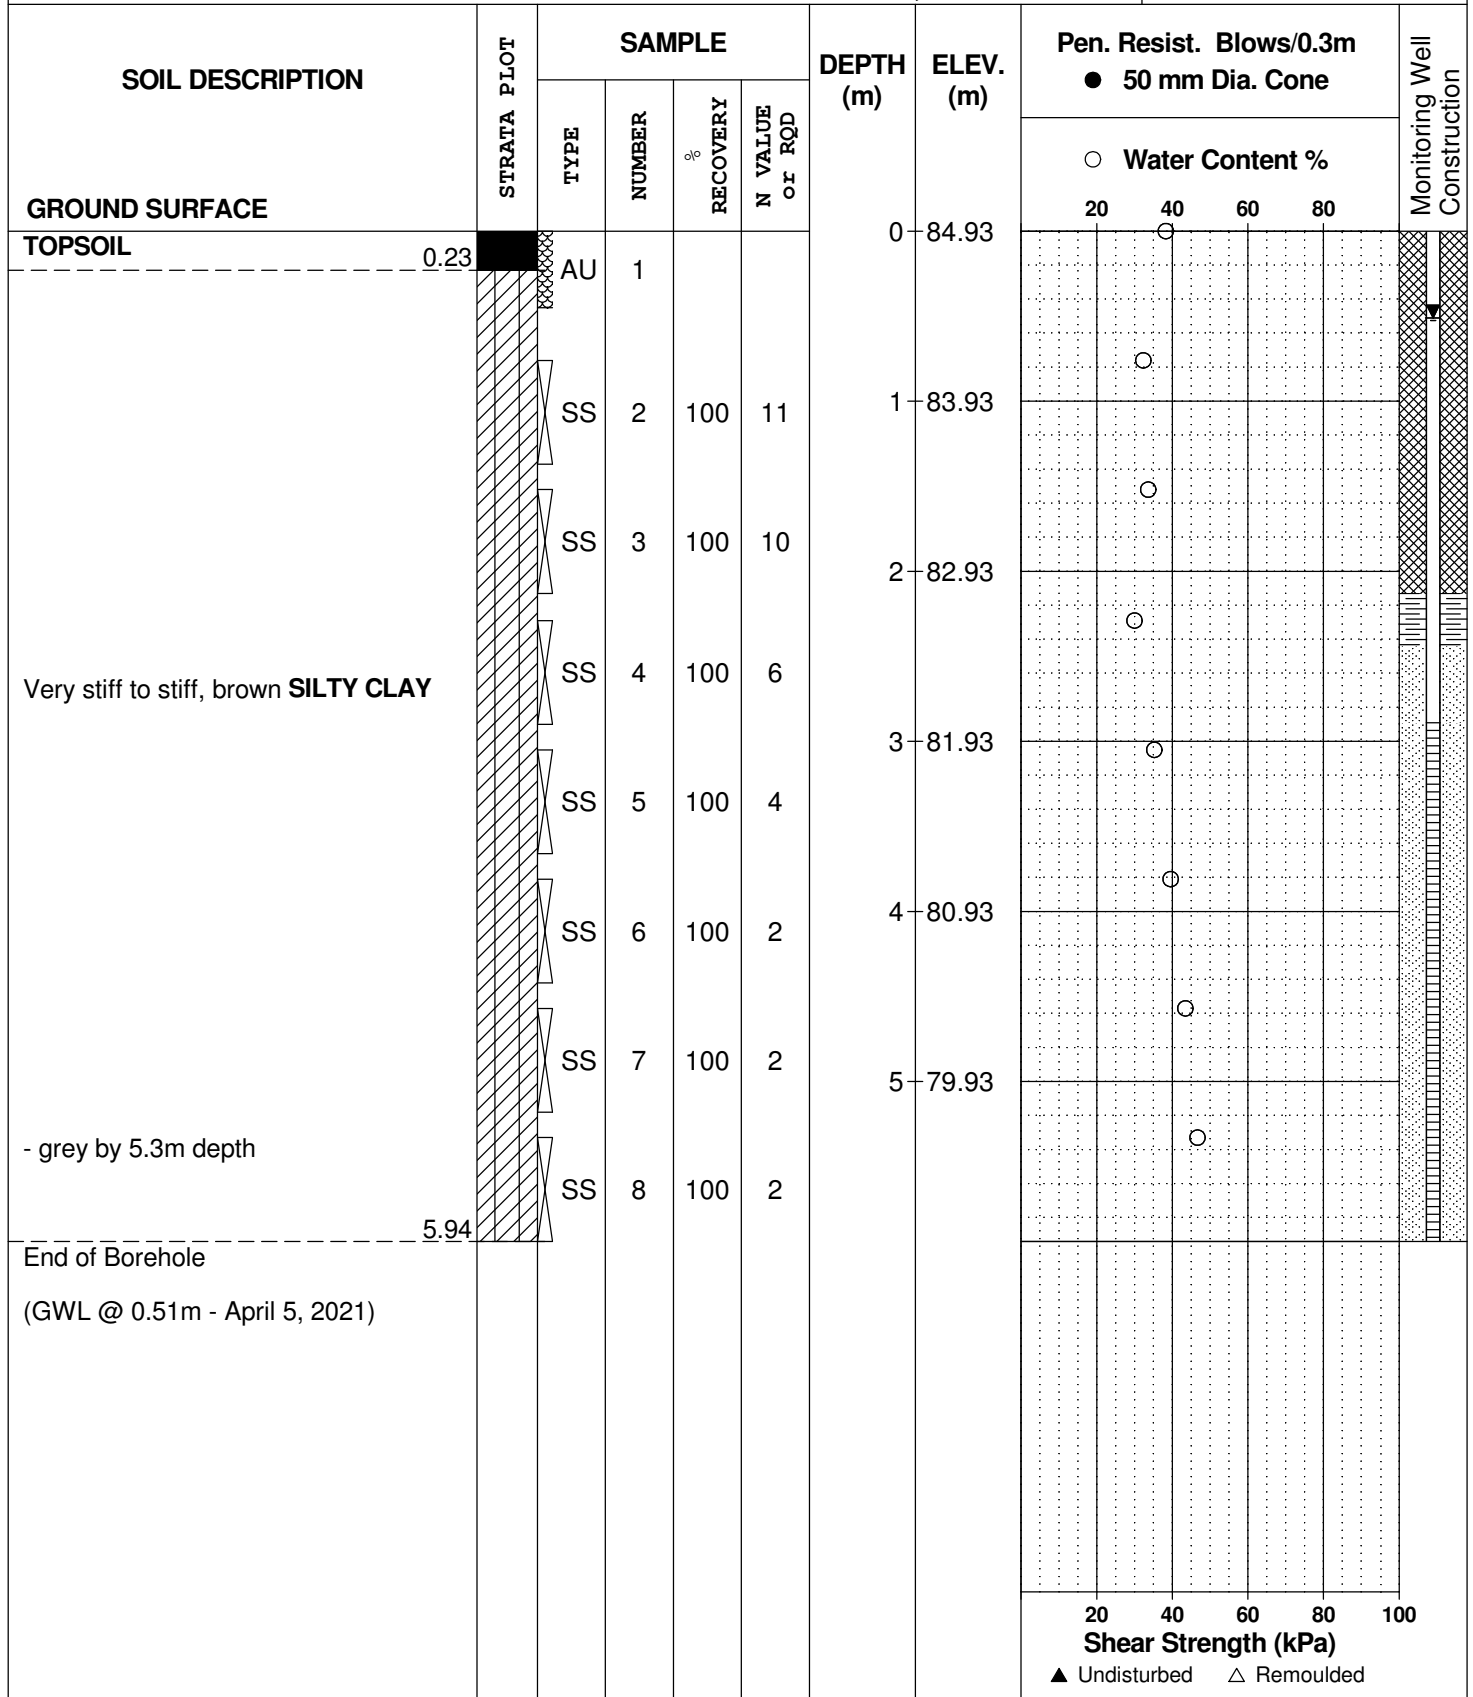 SOIL DESCRIPTION
GROUND SURFACE
STRATA PLOT
SAMPLE
TYPE
NUMBER
%
RECOVERY
N VALUE
or RQD
DEPTH
(m)
ELEV.
(m)
Pen. Resist. Blows/0.3m
● 50 mm Dia. Cone
○ Water Content %
20 40 60 80
Monitoring Well
Construction
TOPSOIL
0.23
0 84.93
AU 1
SS 2 100 11
1 83.93
SS 3 100 10
2 82.93
SS 4 100 6
Very stiff to stiff, brown SILTY CLAY
3 81.93
SS 5 100 4
4 80.93
SS 6 100 2
SS 7 100 2
5 79.93
- grey by 5.3m depth
SS 8 100 2
5.94
End of Borehole
(GWL @ 0.51m - April 5, 2021)
20 40 60 80 100
Shear Strength (kPa)
▲ Undisturbed △ Remoulded